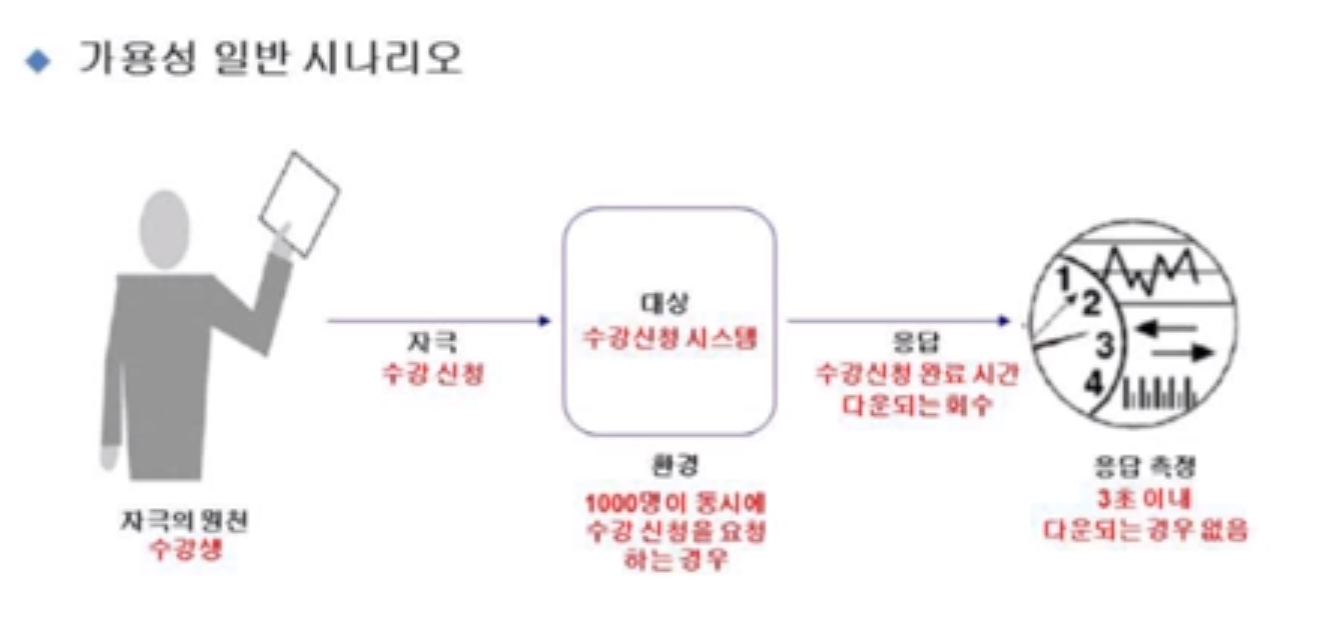 가용성 일반 시나리오
자극
수강 신청
대상
수강신청 시스템
응답
수강신청 완료 시간
다운되는 회수
1
2
3
4
자극의 원천
수강생
환경
1000명이 동시에
수강 신청을 요청
하는 경우
응답 측정
3초 이내
다운되는 경우 없음